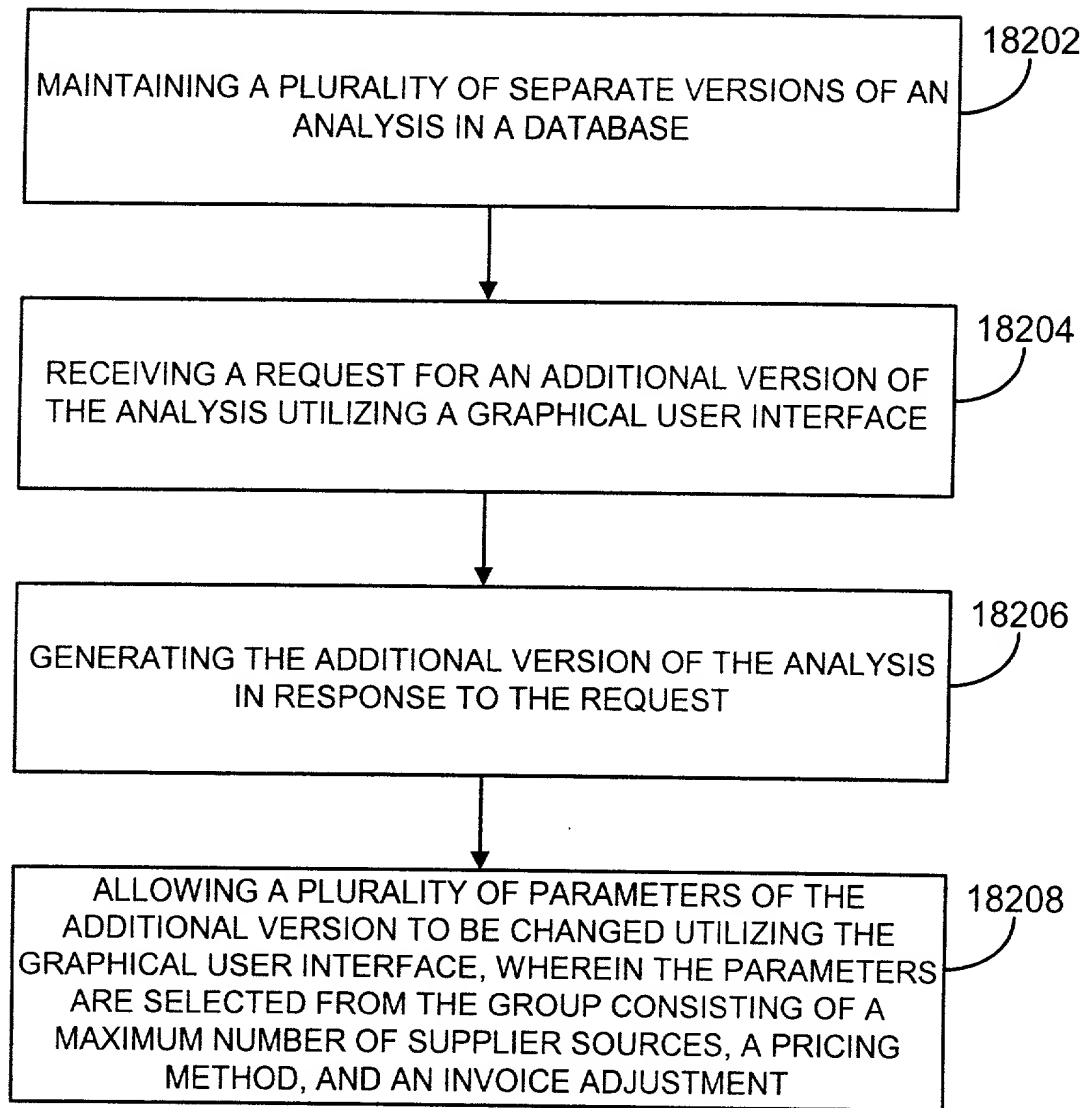 18202
MAINTAINING A PLURALITY OF SEPARATE VERSIONS OF AN
ANALYSIS IN A DATABASE
18204
RECEIVING A REQUEST FOR AN ADDITIONAL VERSION OF
THE ANALYSIS UTILIZING A GRAPHICAL USER INTERFACE
18206
GENERATING THE ADDITIONAL VERSION OF THE ANALYSIS
IN RESPONSE TO THE REQUEST
18208
ALLOWING A PLURALITY OF PARAMETERS OF THE
ADDITIONAL VERSION TO BE CHANGED UTILIZING THE
GRAPHICAL USER INTERFACE, WHEREIN THE PARAMETERS
ARE SELECTED FROM THE GROUP CONSISTING OF A
MAXIMUM NUMBER OF SUPPLIER SOURCES, A PRICING
METHOD, AND AN INVOICE ADJUSTMENT